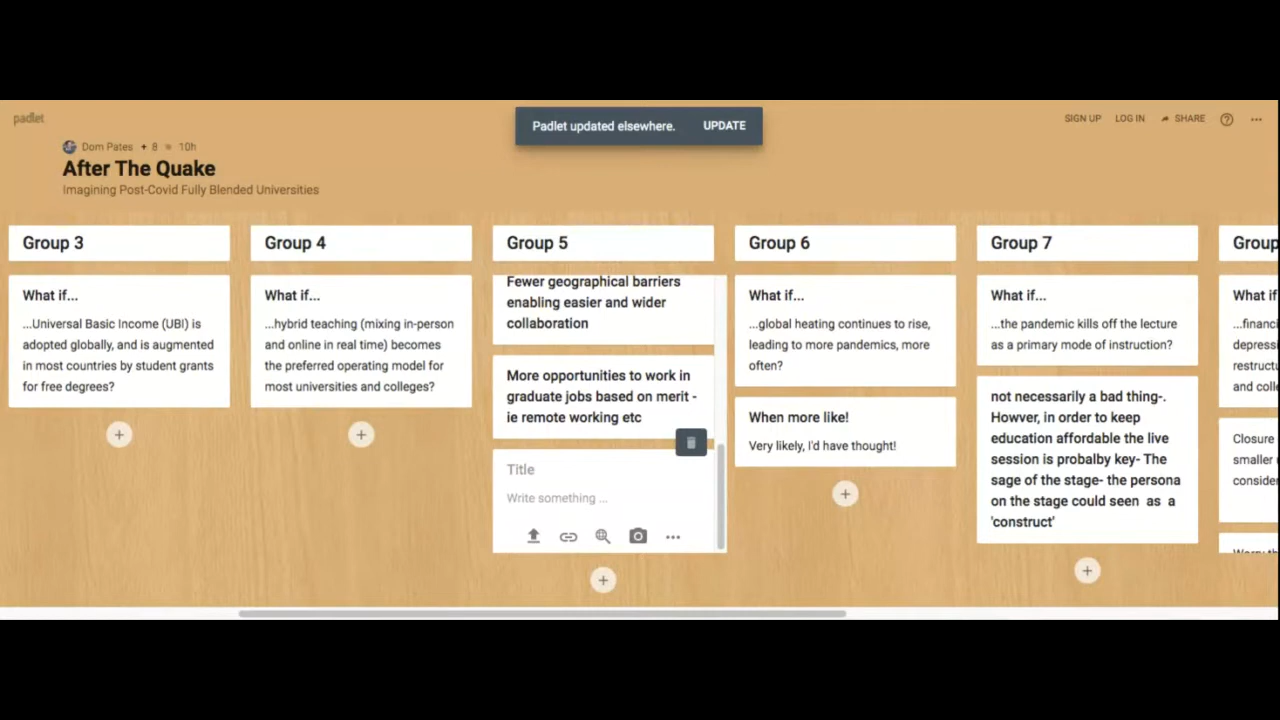 padlet
Padlet updated elsewhere. UPDATE
SIGN UP LOG IN SHARE
Dom Pates + 8 10h
After The Quake
Imagining Post-Covid Fully Blended Universities
Group 3
What if...
...Universal Basic Income (UBI) is
adopted globally, and is augmented
in most countries by student grants
for free degrees?
Group 4
What if...
...hybrid teaching (mixing in-person
and online in real time) becomes
the preferred operating model for
most universities and colleges?
Group 5
Fewer geographical barriers
enabling easier and wider
collaboration
More opportunities to work in
graduate jobs based on merit -
ie remote working etc
Title
Write something ...
Group 6
What if...
...global heating continues to rise,
leading to more pandemics, more
often?
When more like!
Very likely, I'd have thought!
Group 7
What if...
...the pandemic kills off the lecture
as a primary mode of instruction?
not necessarily a bad thing-.
Howver, in order to keep
education affordable the live
session is probalby key- The
sage of the stage- the persona
on the stage could seen as a
'construct'
Group
What if
...financi
depressi
restructu
and colle
Closure
smaller
consider